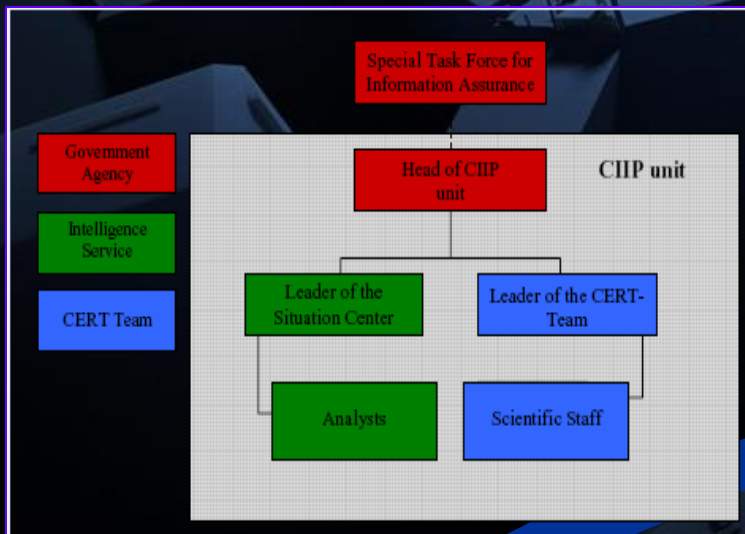 Special Task Force for
Information Assurance
Government
Agency
Head of CIIP
unit
CIIP unit
Intelligence
Service
Leader of the
Situation Center
Leader of the CERT-
Team
CERT Team
Analysts
Scientific Staff